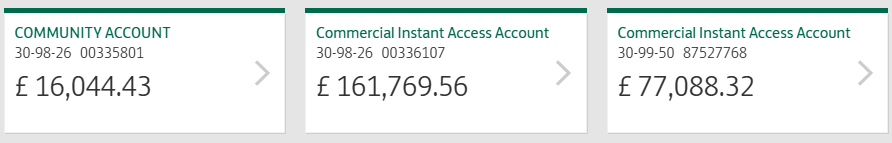 COMMUNITY ACCOUNT
30-98-26 00335801
£ 16,044.43
Commercial Instant Access Account
30-98-26 00336107
£ 161,769.56
Commercial Instant Access Account
30-99-50 87527768
£ 77,088.32